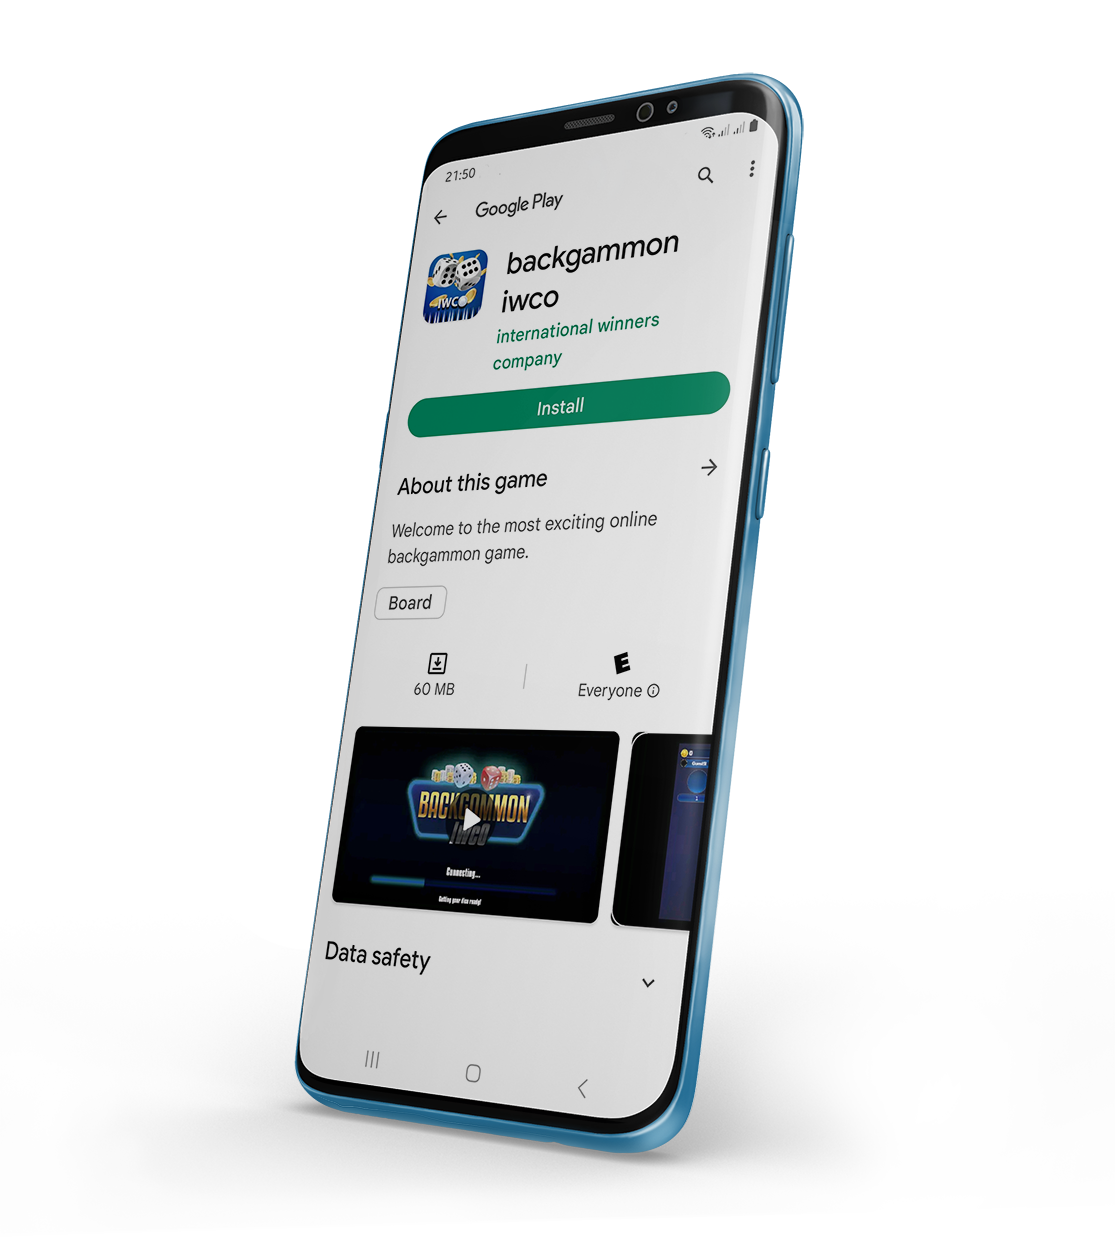 21:50
Google Play
backgammon
iwco
IWCO
international winners
company
Install
About this game
Welcome to the most exciting online
backgammon game.
Board
60 MB
Everyone
BACKGAMMON
iwco
Connecting...
Getting your dice ready!
Data safety